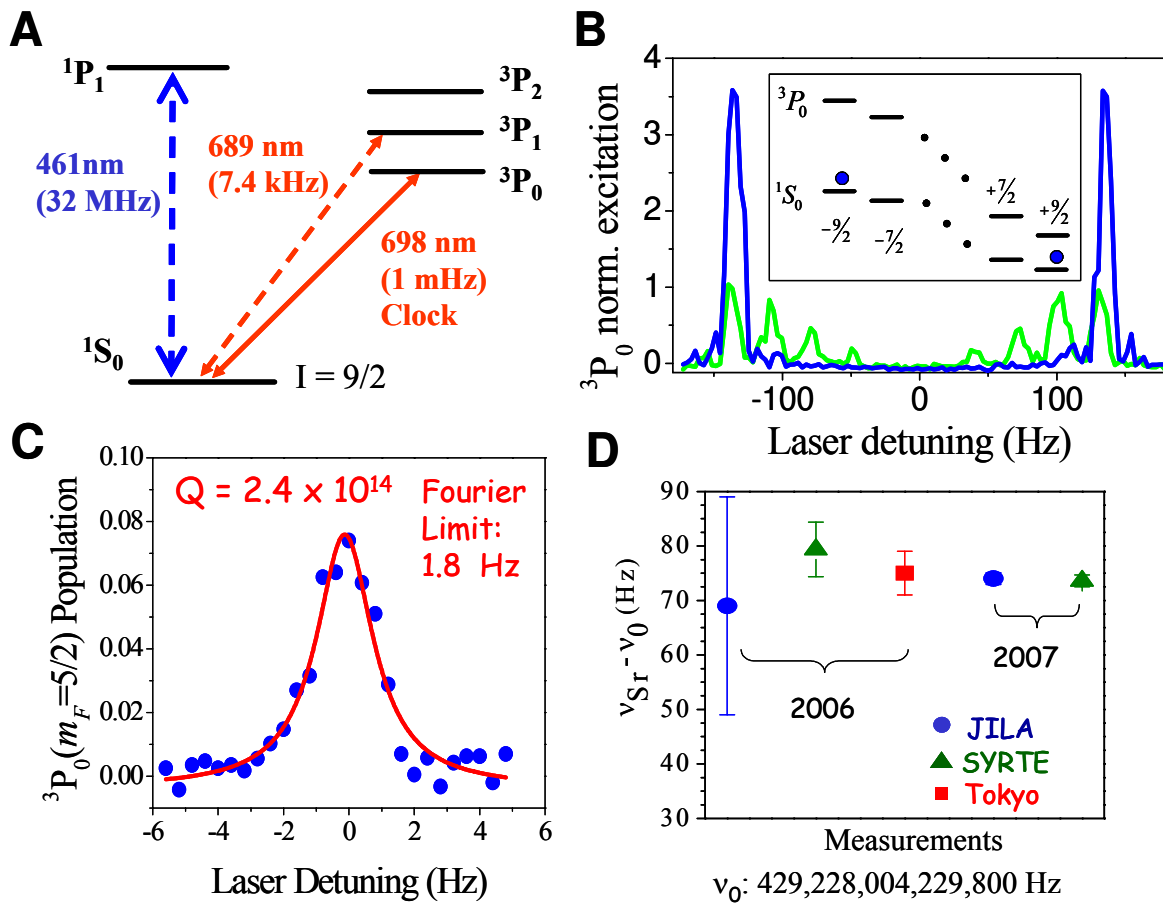 A
¹P₁
³P₂
³P₁
³P₀
461nm
(32 MHz)
689 nm
(7.4 kHz)
698 nm
(1 mHz)
Clock
¹S₀
I = 9/2
B
³P₀ norm. excitation
4
3
2
1
0
³P₀
¹S₀
-9/2
-7/2
+7/2
+9/2
-100 0 100
Laser detuning (Hz)
C
³P₀(m_F=5/2) Population
0.10
0.08
0.06
0.04
0.02
0.00
Q = 2.4 x 10¹⁴
Fourier
Limit:
1.8 Hz
-6 -4 -2 0 2 4 6
Laser Detuning (Hz)
D
ν_Sr - ν₀ (Hz)
90
80
70
60
50
40
30
2006
2007
JILA
SYRTE
Tokyo
Measurements
ν₀: 429,228,004,229,800 Hz